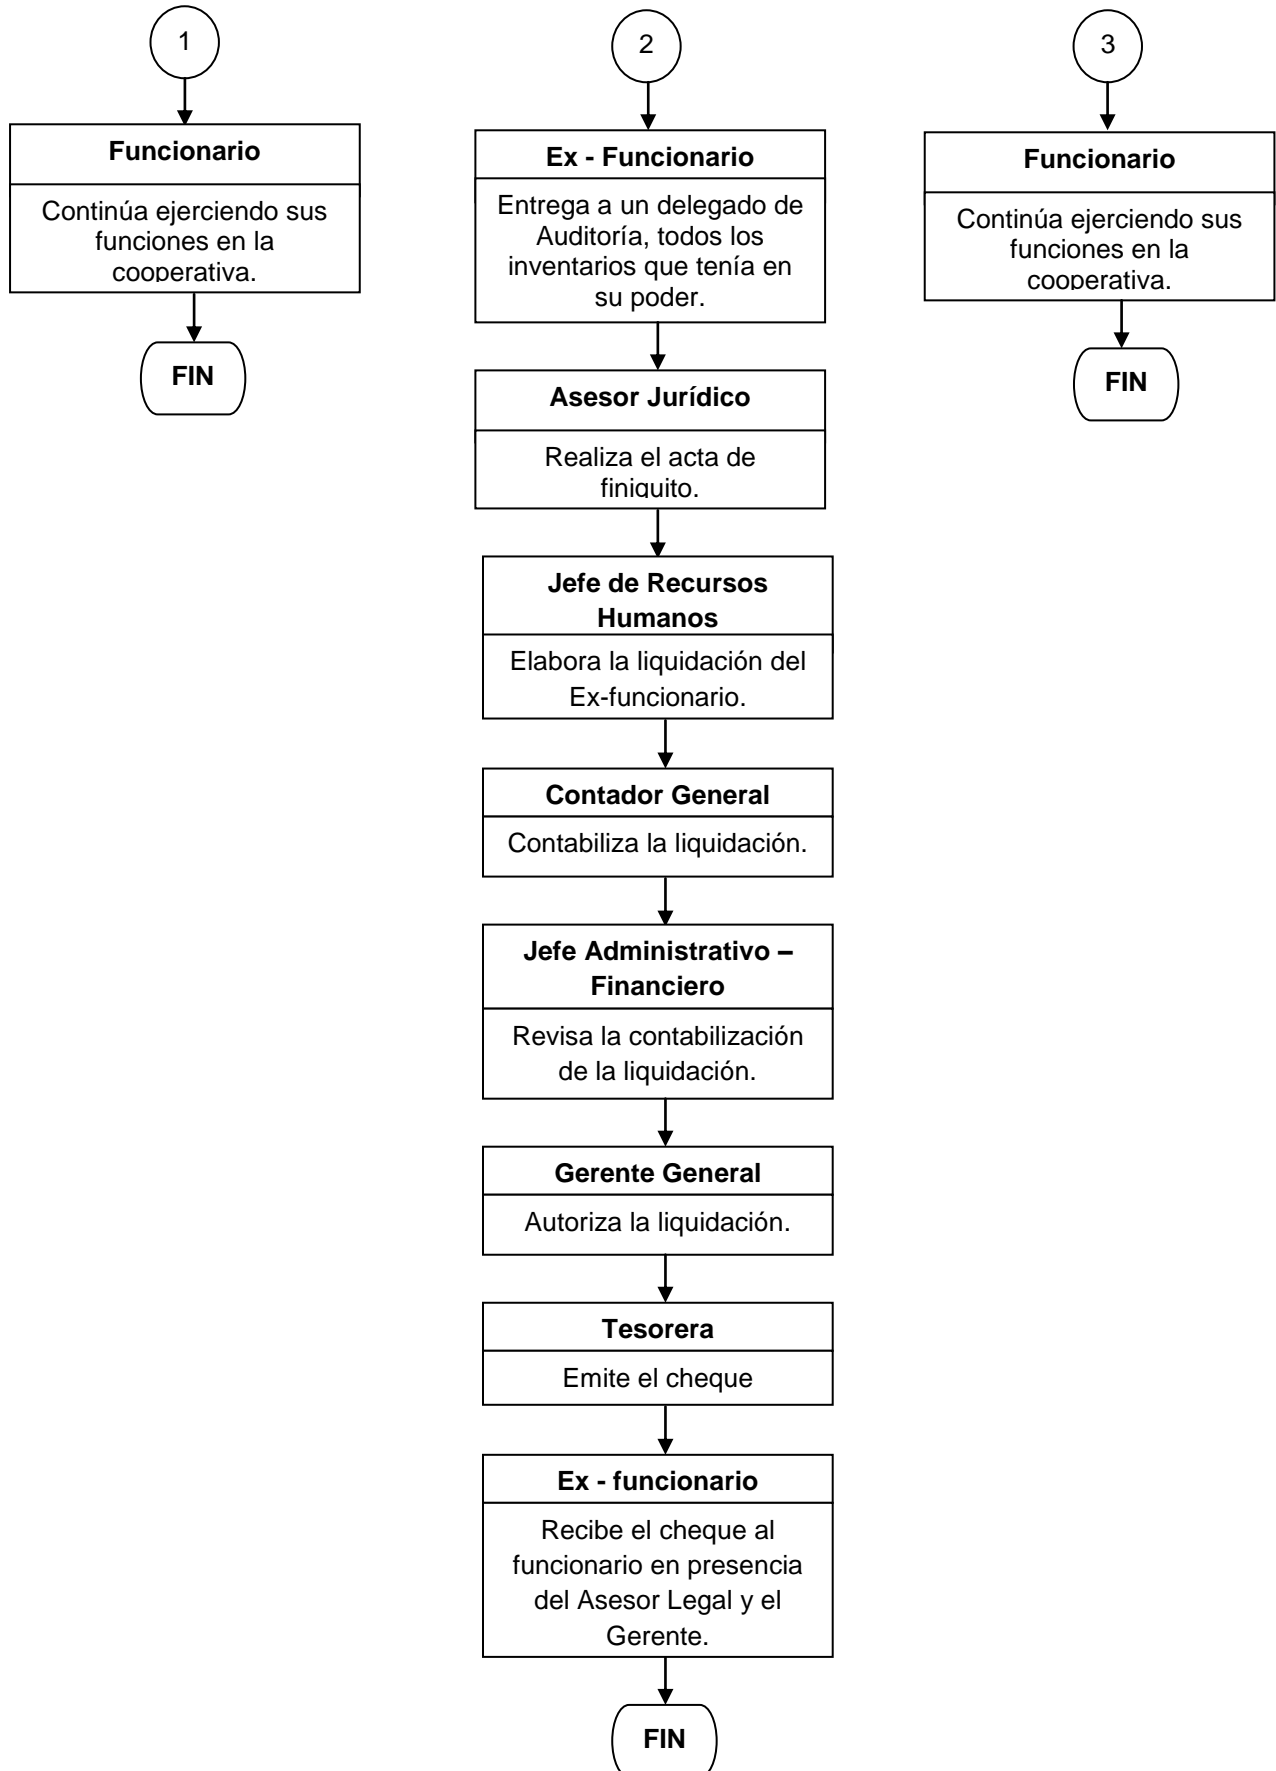 1
Funcionario
Continúa ejerciendo sus
funciones en la
cooperativa.
FIN
2
Ex - Funcionario
Entrega a un delegado de
Auditoría, todos los
inventarios que tenía en
su poder.
Asesor Jurídico
Realiza el acta de
finiquito.
Jefe de Recursos
Humanos
Elabora la liquidación del
Ex-funcionario.
Contador General
Contabiliza la liquidación.
Jefe Administrativo –
Financiero
Revisa la contabilización
de la liquidación.
Gerente General
Autoriza la liquidación.
Tesorera
Emite el cheque
Ex - funcionario
Recibe el cheque al
funcionario en presencia
del Asesor Legal y el
Gerente.
FIN
3
Funcionario
Continúa ejerciendo sus
funciones en la
cooperativa.
FIN